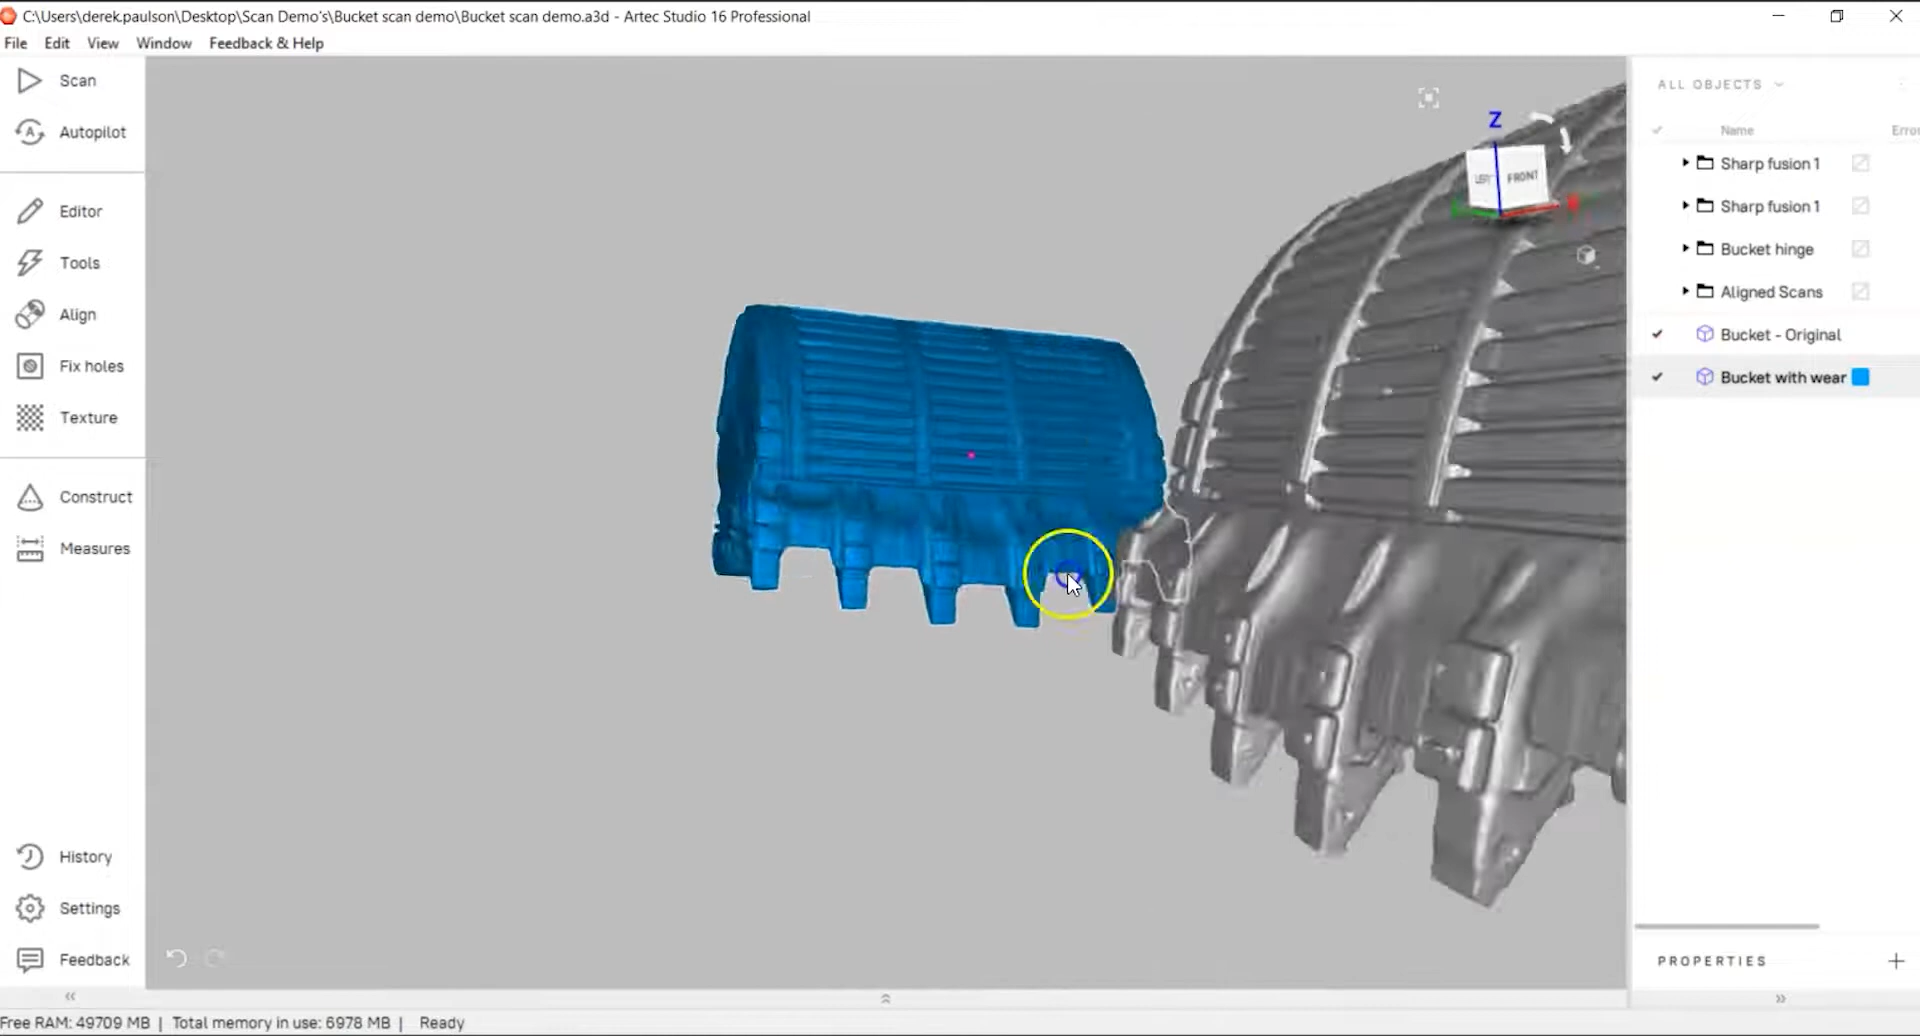 C:\Users\derek.paulson\Desktop\Scan Demo's\Bucket scan demo\Bucket scan demo.a3d - Artec Studio 16 Professional
File Edit View Window Feedback & Help
Scan
Autopilot
Editor
Tools
Align
Fix holes
Texture
Construct
Measures
History
Settings
Feedback
Z
LEFT FRONT
ALL OBJECTS
Name Erro
Sharp fusion 1
Sharp fusion 1
Bucket hinge
Aligned Scans
Bucket - Original
Bucket with wear
PROPERTIES
Free RAM: 49709 MB | Total memory in use: 6978 MB | Ready